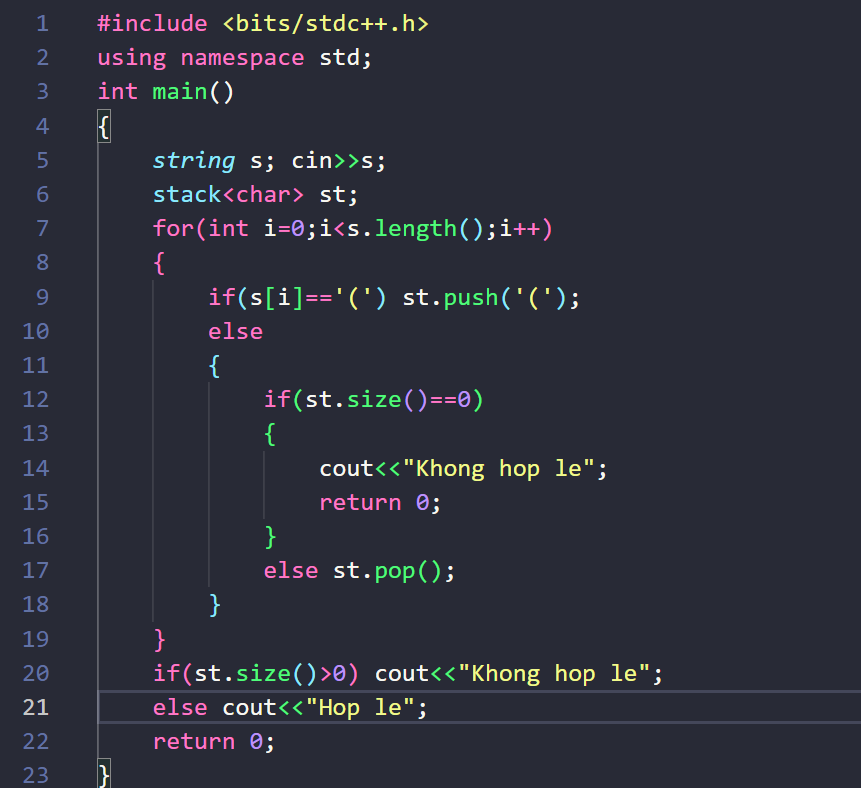 1 #include <bits/stdc++.h>
2 using namespace std;
3 int main()
4 {
5     string s; cin>>s;
6     stack<char> st;
7     for(int i=0;i<s.length();i++)
8     {
9         if(s[i]=='(') st.push('(');
10         else
11         {
12             if(st.size()==0)
13             {
14                 cout<<"Khong hop le";
15                 return 0;
16             }
17             else st.pop();
18         }
19     }
20     if(st.size()>0) cout<<"Khong hop le";
21     else cout<<"Hop le";
22     return 0;
23 }